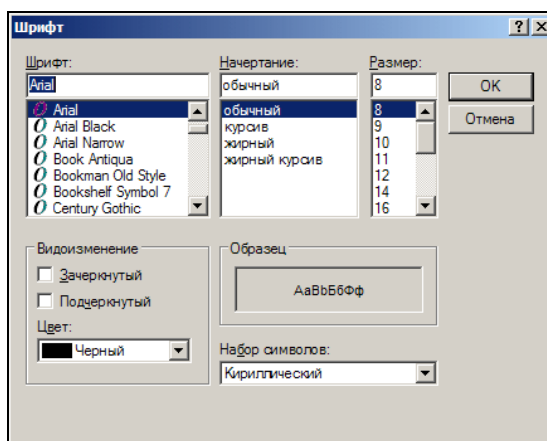 Шрифт
Шрифт: Начертание: Размер:
Arial обычный 8 OK
Arial обычный 8 Отмена
Arial Black курсив 9
Arial Narrow жирный 10
Book Antiqua жирный курсив 11
Bookman Old Style 12
Bookshelf Symbol 7 14
Century Gothic 16
Видоизменение Образец
Зачеркнутый АаВbБбФф
Подчеркнутый
Цвет:
Черный
Набор символов:
Кириллический